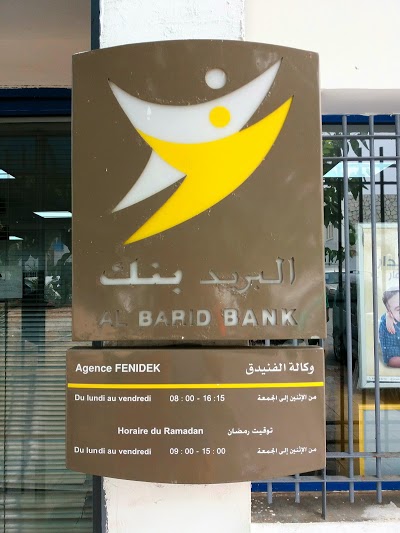 البريد بنك
AL BARID BANK
Agence FENIDEK وكالة الفنيدق
Du lundi au vendredi 08 : 00 - 16 : 15 من الإثنين إلى الجمعة
Horaire du Ramadan توقيت رمضان
Du lundi au vendredi 09 : 00 - 15 : 00 من الإثنين إلى الجمعة